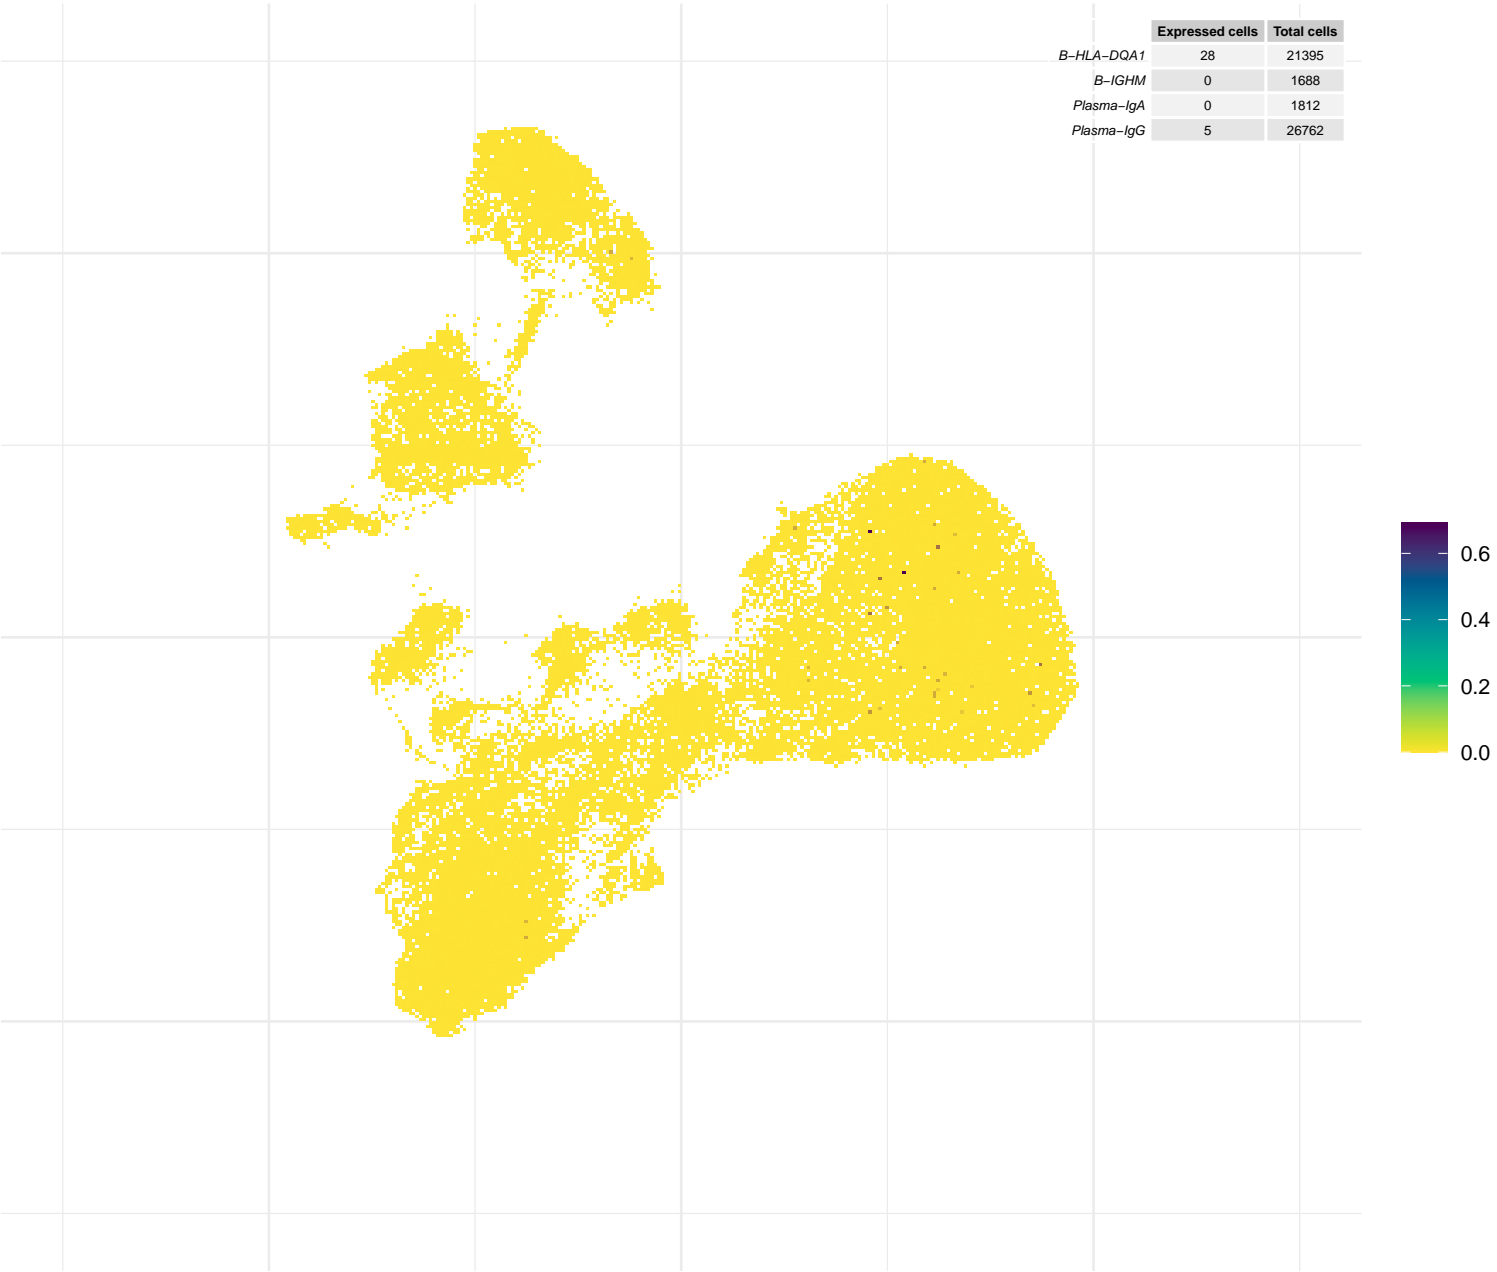 Expressed cells Total cells
B−HLA−DQA1 28 21395
B−IGHM 0 1688
Plasma−IgA 0 1812
Plasma−IgG 5 26762
0.6
0.4
0.2
0.0